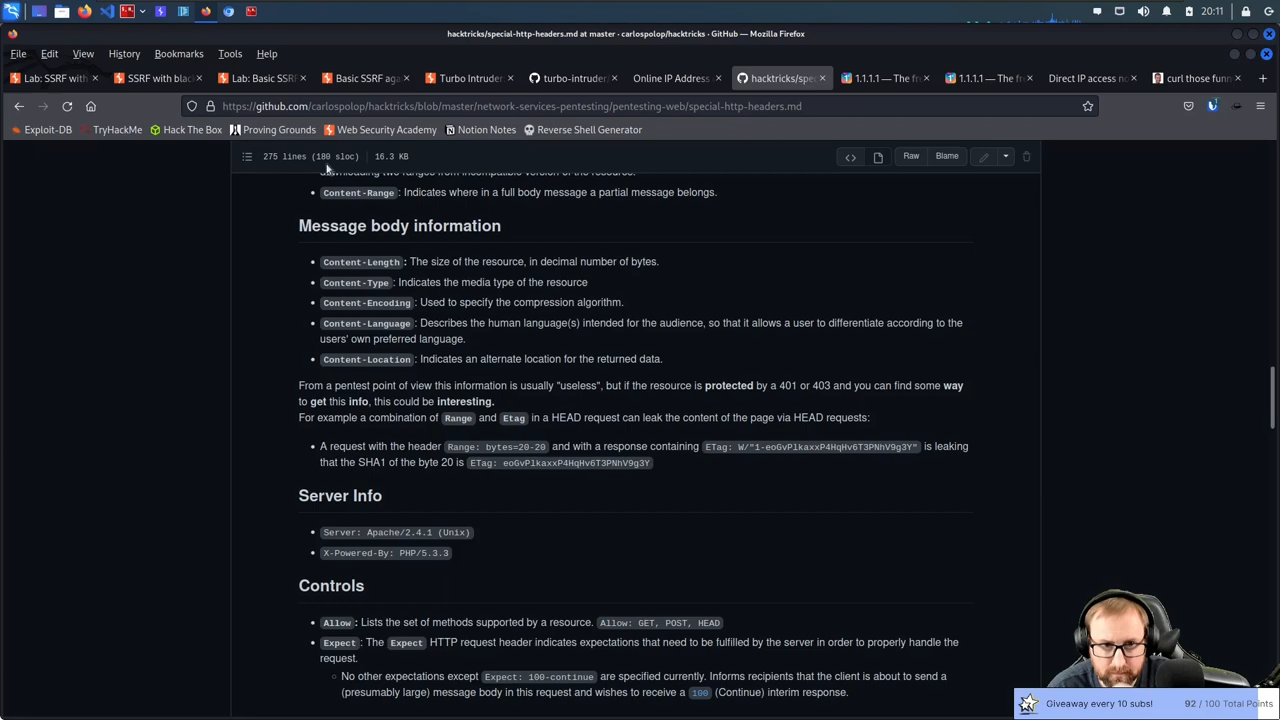 20:11
hacktricks/special-http-headers.md at master · carlospolop/hacktricks · GitHub — Mozilla Firefox
File Edit View History Bookmarks Tools Help
Lab: SSRF with SSRF with blac Lab: Basic SSRF Basic SSRF aga Turbo Intruder turbo-intruder Online IP Address hacktricks/spe 1.1.1.1 — The fre 1.1.1.1 — The fre Direct IP access no curl those funn
https://github.com/carlospolop/hacktricks/blob/master/network-services-pentesting/pentesting-web/special-http-headers.md
Exploit-DB TryHackMe Hack The Box Proving Grounds Web Security Academy Notion Notes Reverse Shell Generator
275 lines (180 sloc) 16.3 KB Raw Blame
downloading two ranges from incompatible version of the resource.
Content-Range: Indicates where in a full body message a partial message belongs.
Message body information
Content-Length: The size of the resource, in decimal number of bytes.
Content-Type: Indicates the media type of the resource
Content-Encoding: Used to specify the compression algorithm.
Content-Language: Describes the human language(s) intended for the audience, so that it allows a user to differentiate according to the
users' own preferred language.
Content-Location: Indicates an alternate location for the returned data.
From a pentest point of view this information is usually "useless", but if the resource is protected by a 401 or 403 and you can find some way
to get this info, this could be interesting.
For example a combination of Range and Etag in a HEAD request can leak the content of the page via HEAD requests:
A request with the header Range: bytes=20-20 and with a response containing ETag: W/"1-eoGvPlkaxxP4HqHv6T3PNhV9g3Y" is leaking
that the SHA1 of the byte 20 is ETag: eoGvPlkaxxP4HqHv6T3PNhV9g3Y
Server Info
Server: Apache/2.4.1 (Unix)
X-Powered-By: PHP/5.3.3
Controls
Allow: Lists the set of methods supported by a resource. Allow: GET, POST, HEAD
Expect: The Expect HTTP request header indicates expectations that need to be fulfilled by the server in order to properly handle the
request.
No other expectations except Expect: 100-continue are specified currently. Informs recipients that the client is about to send a
(presumably large) message body in this request and wishes to receive a 100 (Continue) interim response.
Giveaway every 10 subs! 92 / 100 Total Points